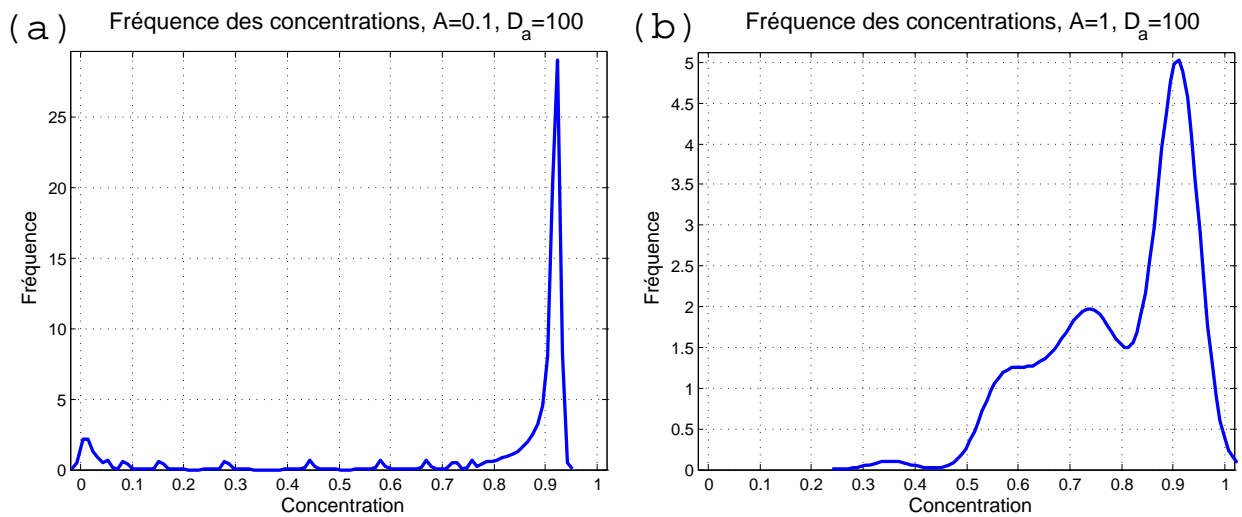 (a)
Fréquence des concentrations, A=0.1, Da=100
Fréquence
25
20
15
10
5
0
0 0.1 0.2 0.3 0.4 0.5 0.6 0.7 0.8 0.9 1
Concentration
(b)
Fréquence des concentrations, A=1, Da=100
Fréquence
5
4.5
4
3.5
3
2.5
2
1.5
1
0.5
0
0 0.1 0.2 0.3 0.4 0.5 0.6 0.7 0.8 0.9 1
Concentration